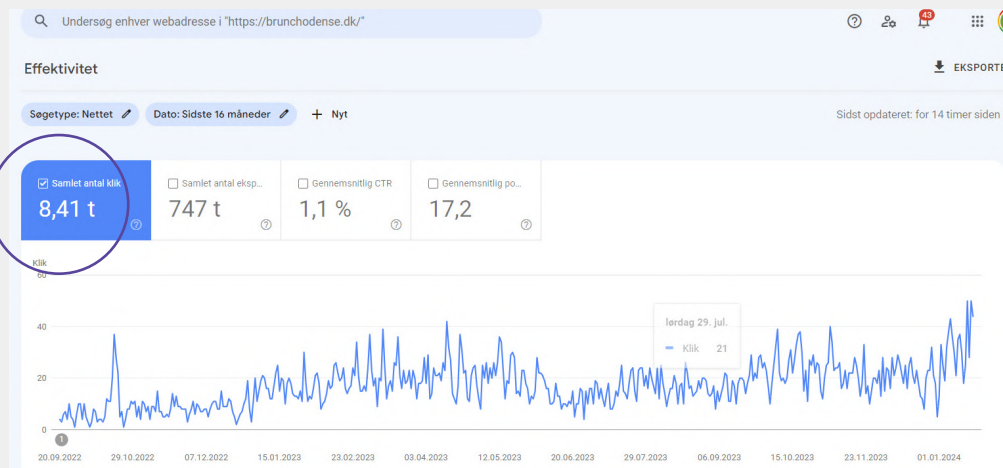 Undersøg enhver webadresse i "https://brunchodense.dk/"
43
Effektivitet
EKSPORTE
Søgetype: Nettet
Dato: Sidste 16 måneder
+ Nyt
Sidst opdateret: for 14 timer siden
Samlet antal klik
8,41 t
Samlet antal eksp...
747 t
Gennemsnitlig CTR
1,1 %
Gennemsnitlig po...
17,2
Klik
60
40
20
0
lørdag 29. jul.
Klik 21
1
20.09.2022 29.10.2022 07.12.2022 15.01.2023 23.02.2023 03.04.2023 12.05.2023 20.06.2023 29.07.2023 06.09.2023 15.10.2023 23.11.2023 01.01.2024